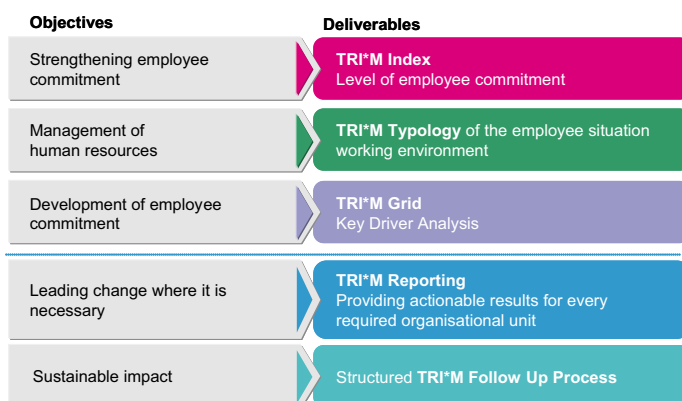 Objectives
Deliverables
Strengthening employee
commitment
TRI*M Index
Level of employee commitment
Management of
human resources
TRI*M Typology of the employee situation
working environment
Development of employee
commitment
TRI*M Grid
Key Driver Analysis
Leading change where it is
necessary
TRI*M Reporting
Providing actionable results for every
required organisational unit
Sustainable impact
Structured TRI*M Follow Up Process